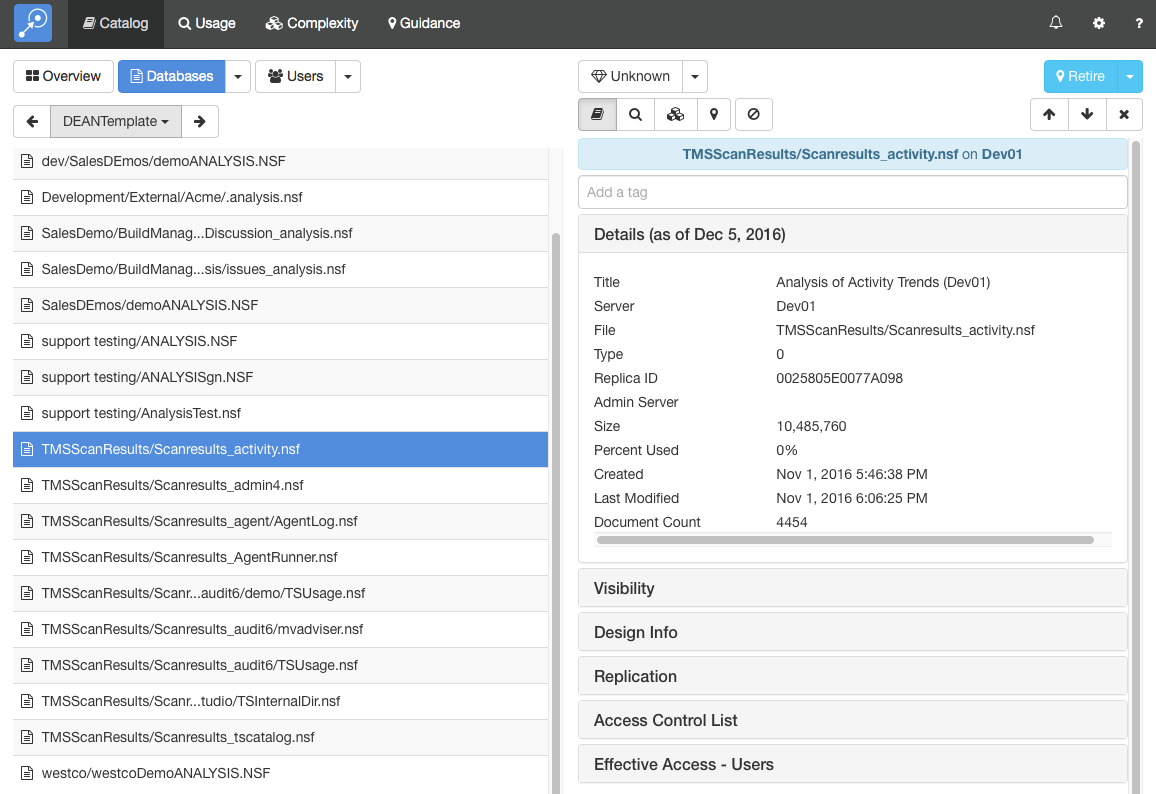 Catalog Usage Complexity Guidance ?
Overview Databases Users
DEANTemplate
dev/SalesDEmos/demoANALYSIS.NSF
Development/External/Acme/.analysis.nsf
SalesDemo/BuildManag...Discussion_analysis.nsf
SalesDemo/BuildManag...sis/issues_analysis.nsf
SalesDEmos/demoANALYSIS.NSF
support testing/ANALYSIS.NSF
support testing/ANALYSISgn.NSF
support testing/AnalysisTest.nsf
TMSScanResults/Scanresults_activity.nsf
TMSScanResults/Scanresults_admin4.nsf
TMSScanResults/Scanresults_agent/AgentLog.nsf
TMSScanResults/Scanresults_AgentRunner.nsf
TMSScanResults/Scanr...audit6/demo/TSUsage.nsf
TMSScanResults/Scanresults_audit6/mvadviser.nsf
TMSScanResults/Scanresults_audit6/TSUsage.nsf
TMSScanResults/Scanr...tudio/TSInternalDir.nsf
TMSScanResults/Scanresults_tscatalog.nsf
westco/westcoDemoANALYSIS.NSF
Unknown Retire
TMSScanResults/Scanresults_activity.nsf on Dev01
Add a tag
Details (as of Dec 5, 2016)
Title Analysis of Activity Trends (Dev01)
Server Dev01
File TMSScanResults/Scanresults_activity.nsf
Type 0
Replica ID 0025805E0077A098
Admin Server
Size 10,485,760
Percent Used 0%
Created Nov 1, 2016 5:46:38 PM
Last Modified Nov 1, 2016 6:06:25 PM
Document Count 4454
Visibility
Design Info
Replication
Access Control List
Effective Access - Users